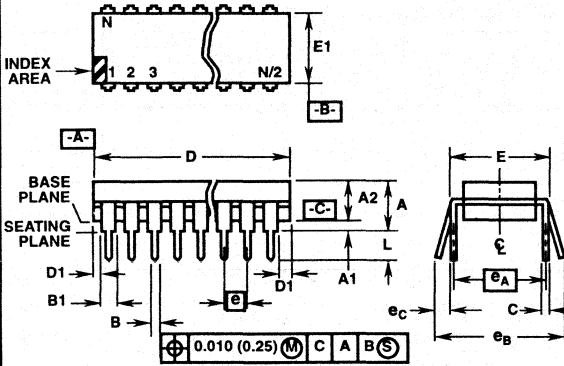 N
E1
INDEX
AREA
1 2 3 N/2
-B-
-A-
D
E
BASE
PLANE
A2
A
-C-
SEATING
PLANE
L
C L
D1
D1
A1
eA
B1
e
eC
C
B
eB
0.010 (0.25) M C A B S